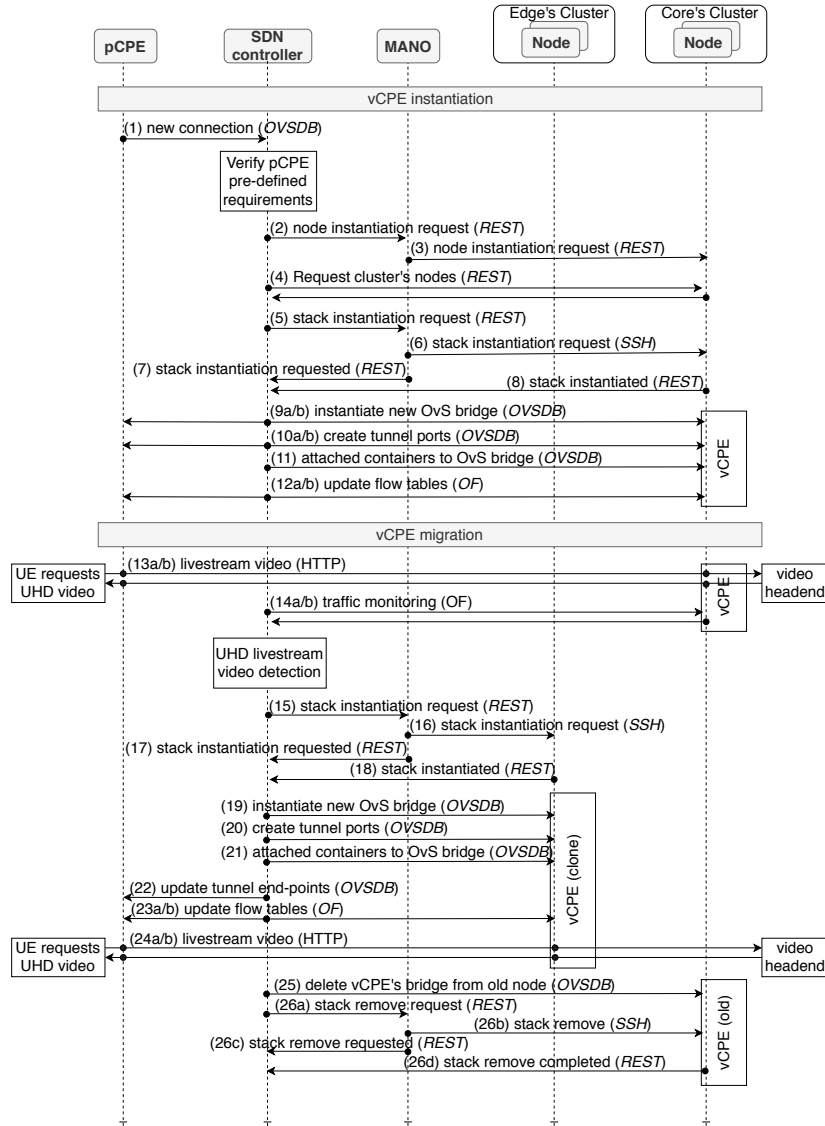 Edge's Cluster
Core's Cluster
pCPE
SDN
controller
MANO
Node
Node
vCPE instantiation
(1) new connection (OVSDB)
Verify pCPE
pre-defined
requirements
(2) node instantiation request (REST)
(3) node instantiation request (REST)
(4) Request cluster's nodes (REST)
(5) stack instantiation request (REST)
(6) stack instantiation request (SSH)
(7) stack instantiation requested (REST)
(8) stack instantiated (REST)
(9a/b) instantiate new OvS bridge (OVSDB)
(10a/b) create tunnel ports (OVSDB)
(11) attached containers to OvS bridge (OVSDB)
(12a/b) update flow tables (OF)
vCPE
vCPE migration
UE requests
UHD video
(13a/b) livestream video (HTTP)
video
headend
(14a/b) traffic monitoring (OF)
vCPE
UHD livestream
video detection
(15) stack instantiation request (REST)
(16) stack instantiation request (SSH)
(17) stack instantiation requested (REST)
(18) stack instantiated (REST)
(19) instantiate new OvS bridge (OVSDB)
(20) create tunnel ports (OVSDB)
(21) attached containers to OvS bridge (OVSDB)
vCPE (clone)
(22) update tunnel end-points (OVSDB)
(23a/b) update flow tables (OF)
UE requests
UHD video
(24a/b) livestream video (HTTP)
video
headend
(25) delete vCPE's bridge from old node (OVSDB)
(26a) stack remove request (REST)
(26b) stack remove (SSH)
(26c) stack remove requested (REST)
(26d) stack remove completed (REST)
vCPE (old)